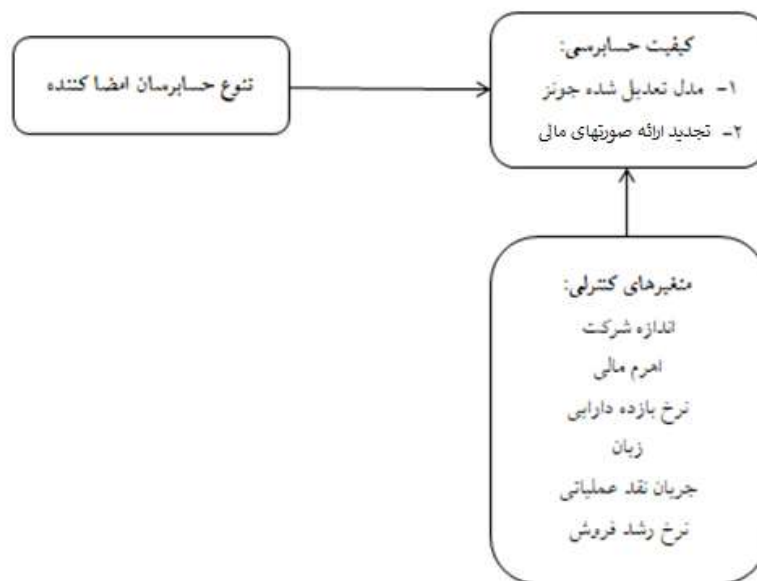 کیفیت حسابرسی:
۱- مدل تعدیل شده جونز
۲- تجدید ارائه صورتهای مالی
تنوع حسابرسان امضا کننده
متغیرهای کنترلی:
اندازه شرکت
اهرم مالی
نرخ بازده دارایی
زیان
جریان نقد عملیاتی
نرخ رشد فروش